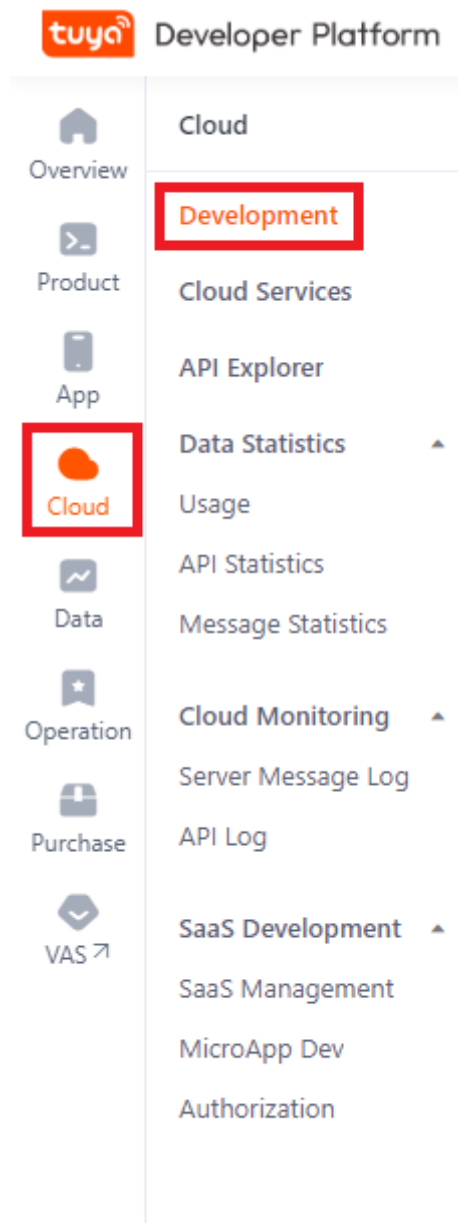 tuya Developer Platform
Overview
Product
App
Cloud
Data
Operation
Purchase
VAS
Cloud
Development
Cloud Services
API Explorer
Data Statistics
Usage
API Statistics
Message Statistics
Cloud Monitoring
Server Message Log
API Log
SaaS Development
SaaS Management
MicroApp Dev
Authorization